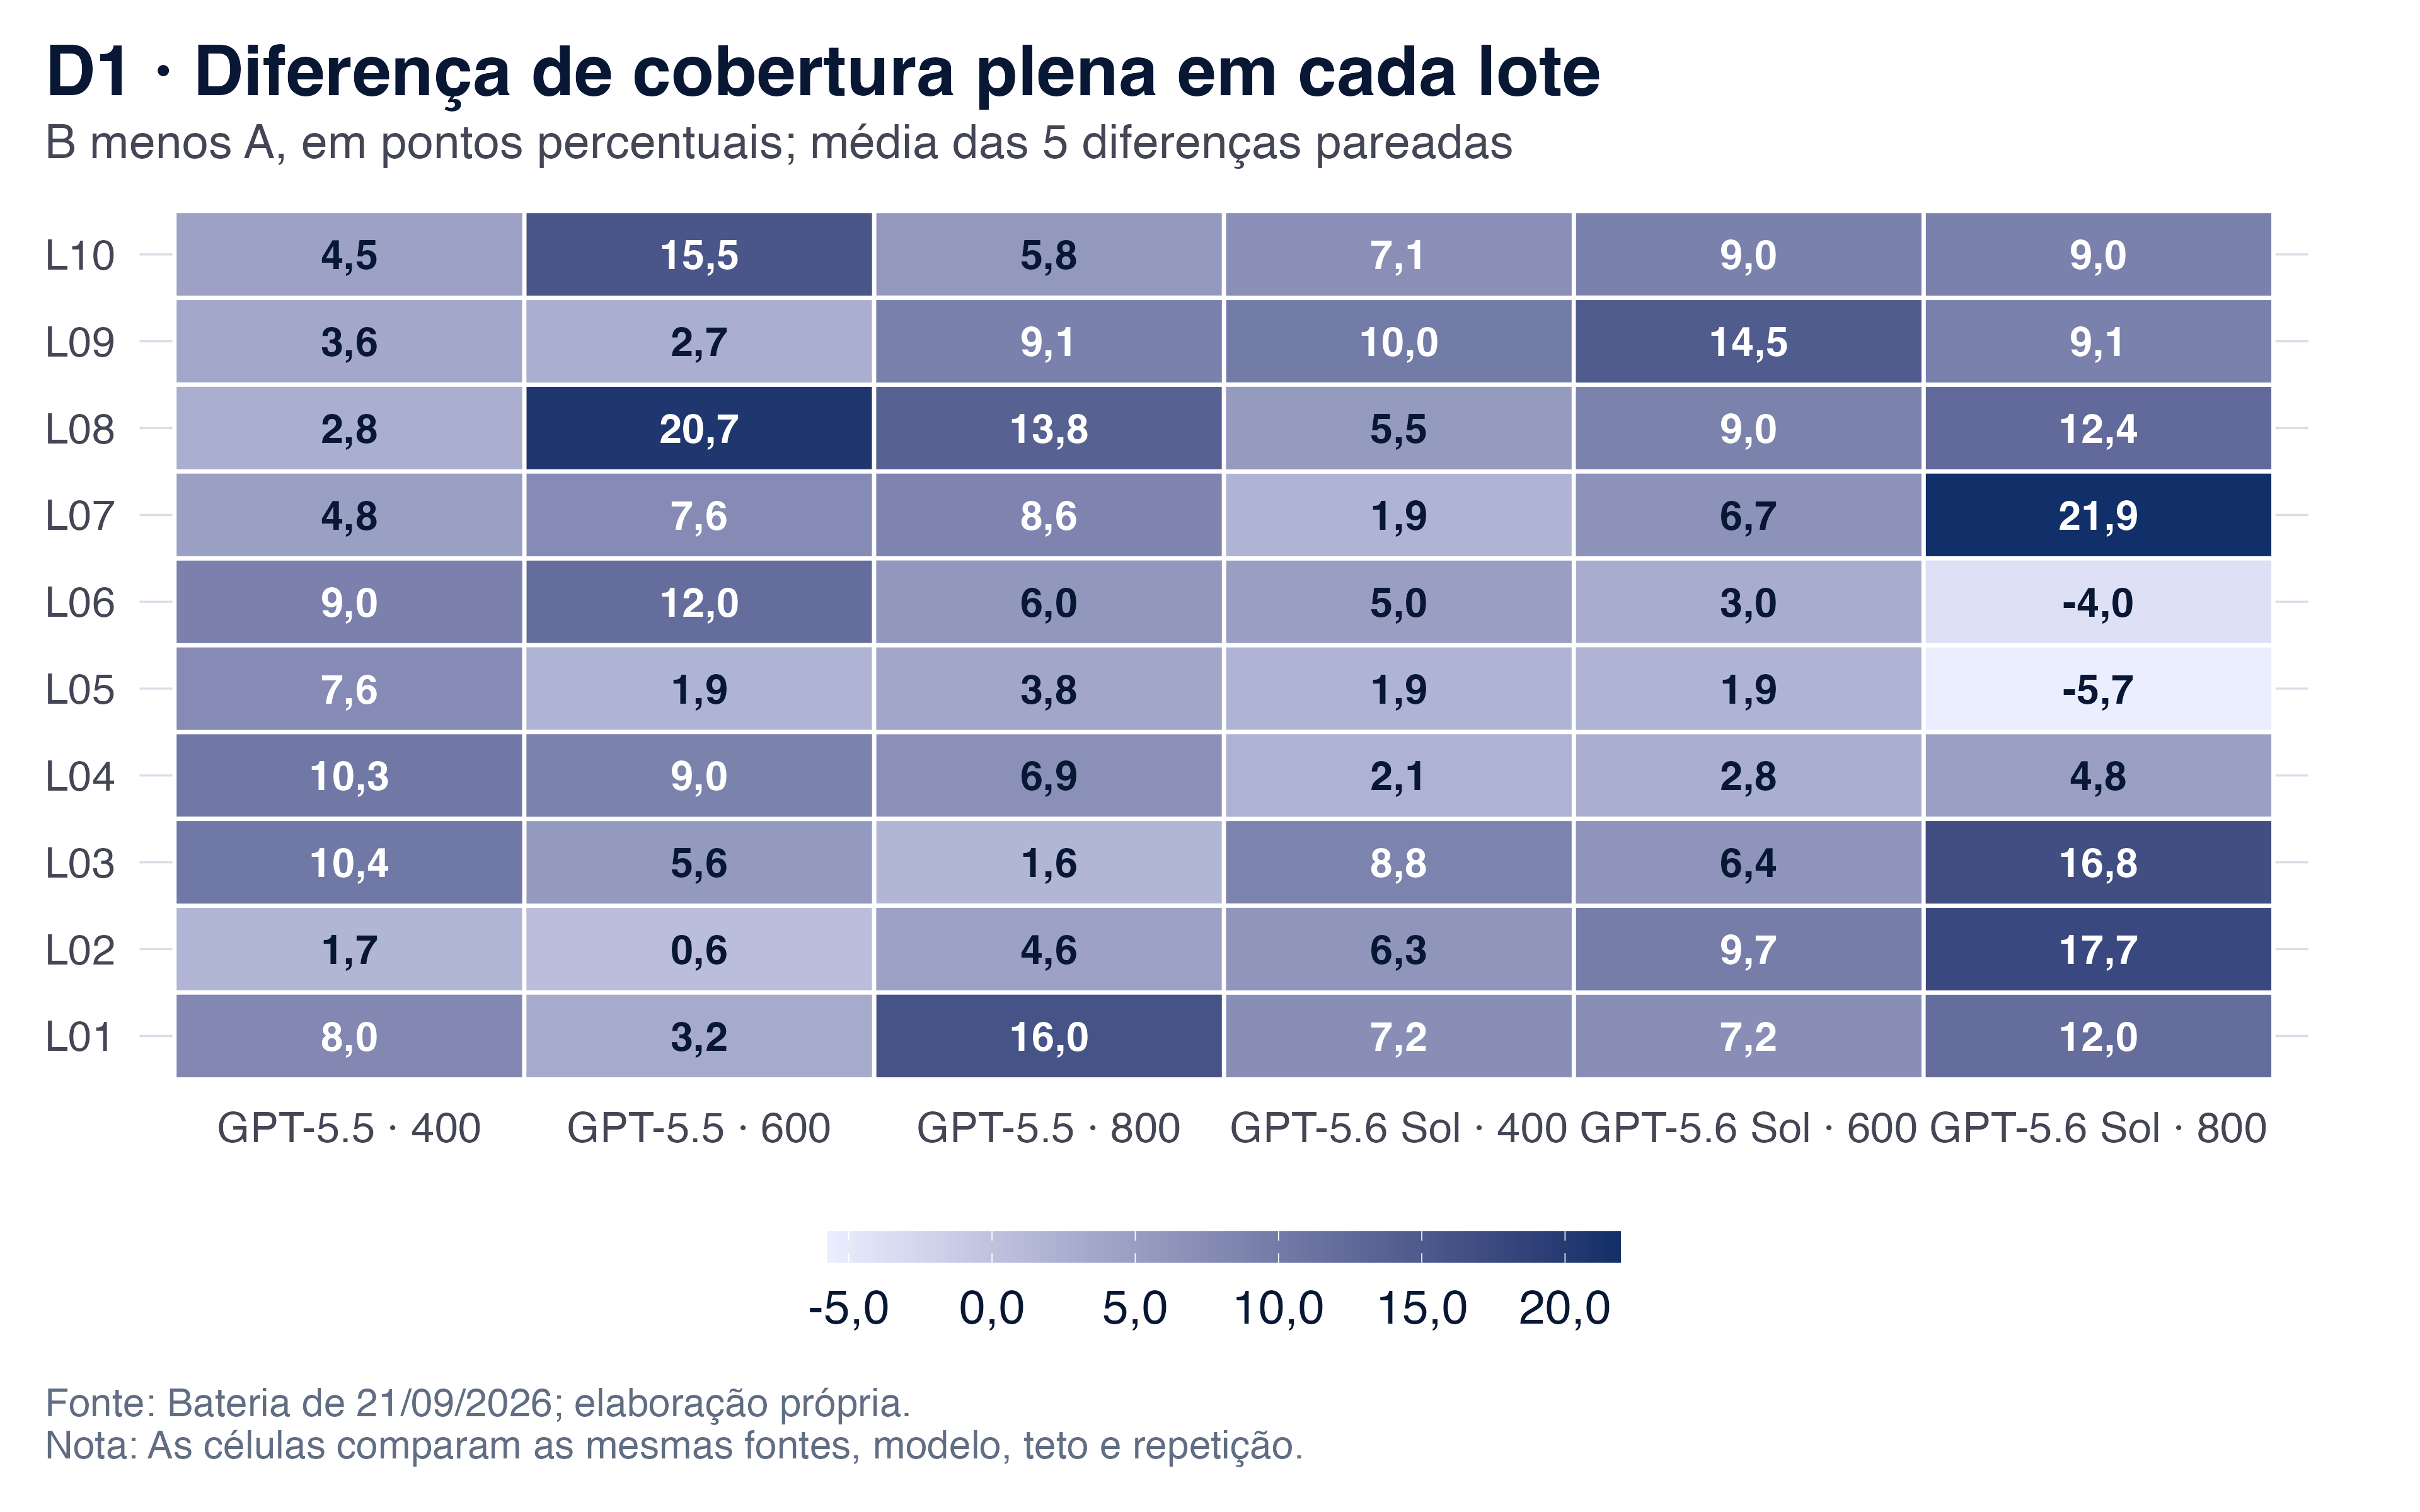 D1 · Diferença de cobertura plena em cada lote
B menos A, em pontos percentuais; média das 5 diferenças pareadas
L10 4,5 15,5 5,8 7,1 9,0 9,0
L09 3,6 2,7 9,1 10,0 14,5 9,1
L08 2,8 20,7 13,8 5,5 9,0 12,4
L07 4,8 7,6 8,6 1,9 6,7 21,9
L06 9,0 12,0 6,0 5,0 3,0 -4,0
L05 7,6 1,9 3,8 1,9 1,9 -5,7
L04 10,3 9,0 6,9 2,1 2,8 4,8
L03 10,4 5,6 1,6 8,8 6,4 16,8
L02 1,7 0,6 4,6 6,3 9,7 17,7
L01 8,0 3,2 16,0 7,2 7,2 12,0
GPT-5.5 · 400 GPT-5.5 · 600 GPT-5.5 · 800 GPT-5.6 Sol · 400 GPT-5.6 Sol · 600 GPT-5.6 Sol · 800
-5,0 0,0 5,0 10,0 15,0 20,0
Fonte: Bateria de 21/09/2026; elaboração própria.
Nota: As células comparam as mesmas fontes, modelo, teto e repetição.